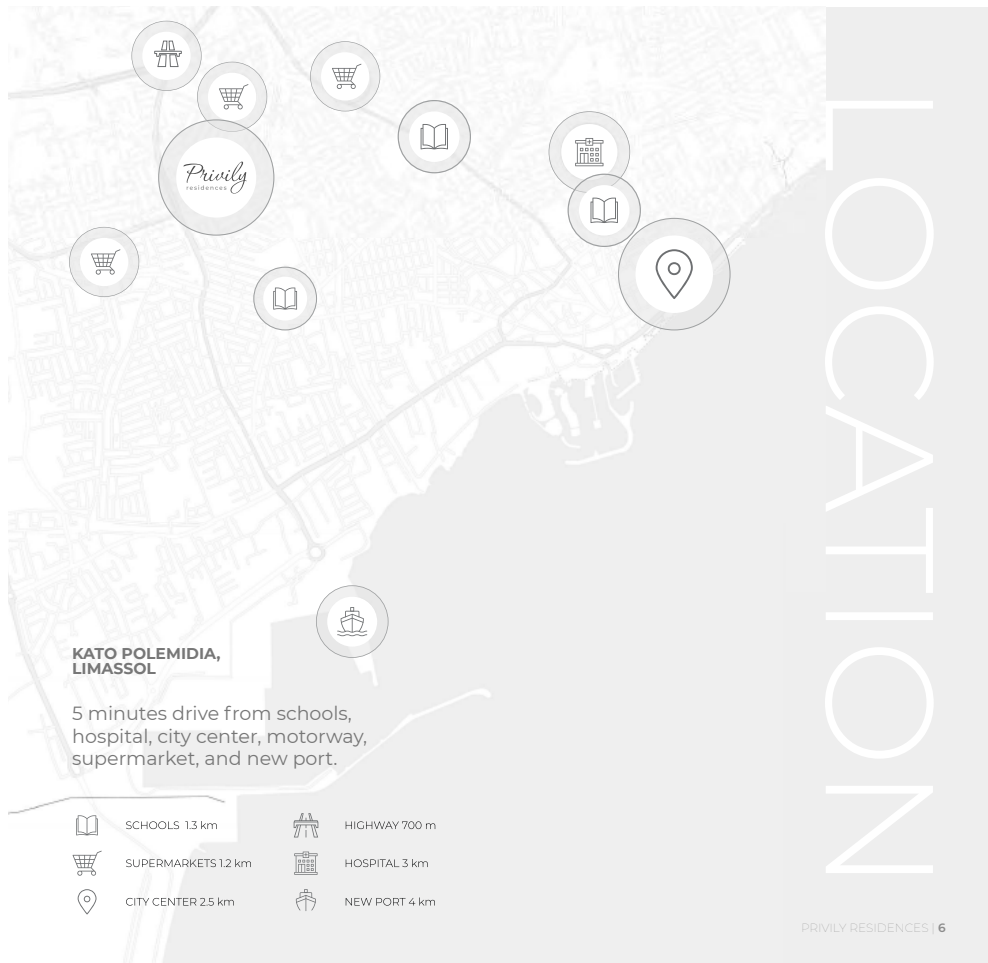 Privily
residences
LOCATION
KATO POLEMIDIA,
LIMASSOL
5 minutes drive from schools,
hospital, city center, motorway,
supermarket, and new port.
SCHOOLS 1.3 km
HIGHWAY 700 m
SUPERMARKETS 1.2 km
HOSPITAL 3 km
CITY CENTER 2.5 km
NEW PORT 4 km
PRIVILY RESIDENCES | 6